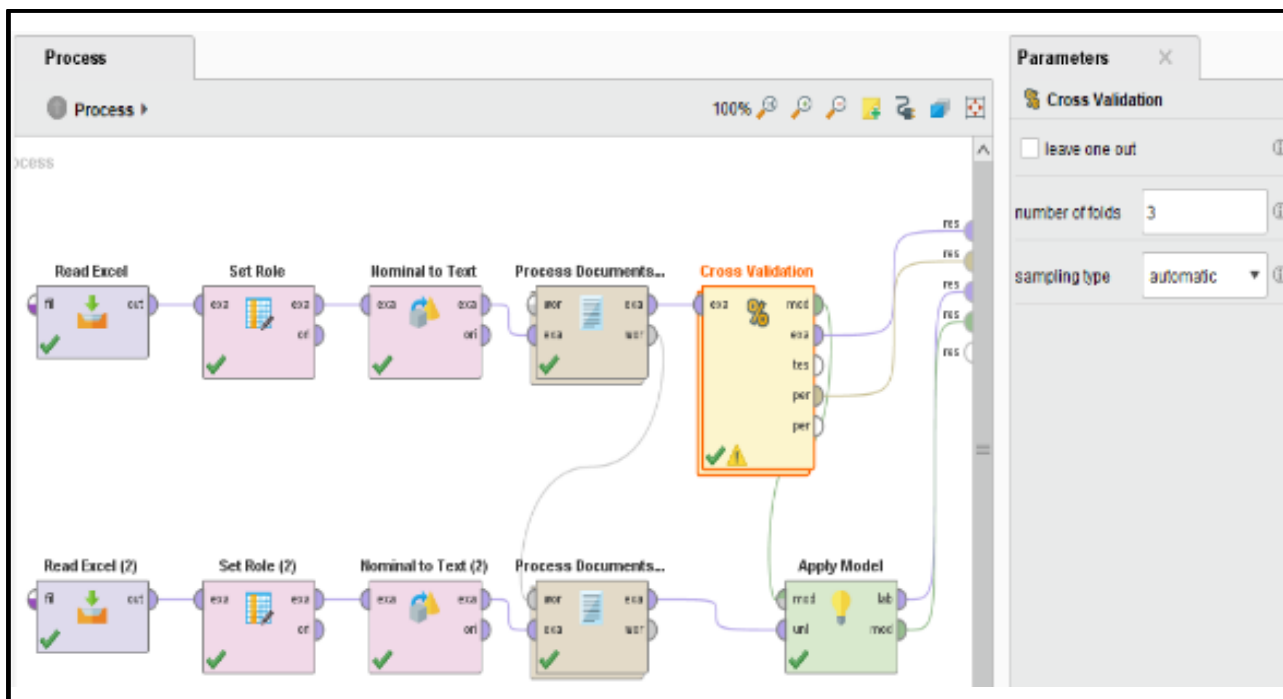 Process
Parameters
Process
100%
Cross Validation
ocess
leave one out
number of folds 3
sampling type automatic
res
res
res
res
res
Read Excel
Set Role
Nominal to Text
Process Documents...
Cross Validation
fil out
exa exa
ori
exa exa
ori
wor exa
exa wor
exa mod
exa
tes
per
per
Read Excel (2)
Set Role (2)
Nominal to Text (2)
Process Documents...
Apply Model
fil out
exa exa
ori
exa exa
ori
wor exa
exa wor
mod lab
unl mod